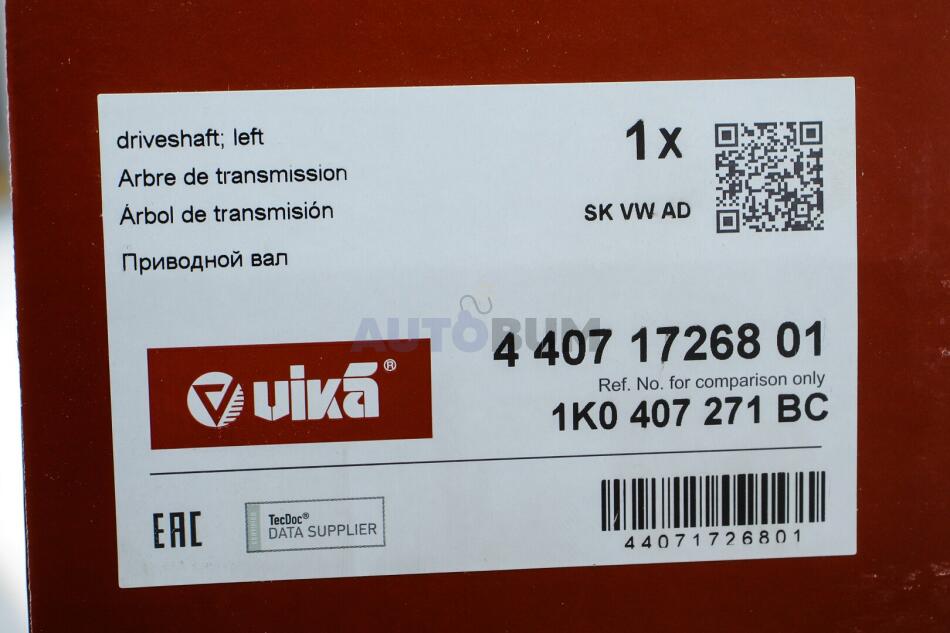 driveshaft; left
Arbre de transmission
Árbol de transmisión
Приводной вал
1x
SK VW AD
AUTOBUM
4 407 17268 01
Ref. No. for comparison only
1K0 407 271 BC
vika®
EAC
CERTIFIED
TecDoc®
DATA SUPPLIER
44071726801